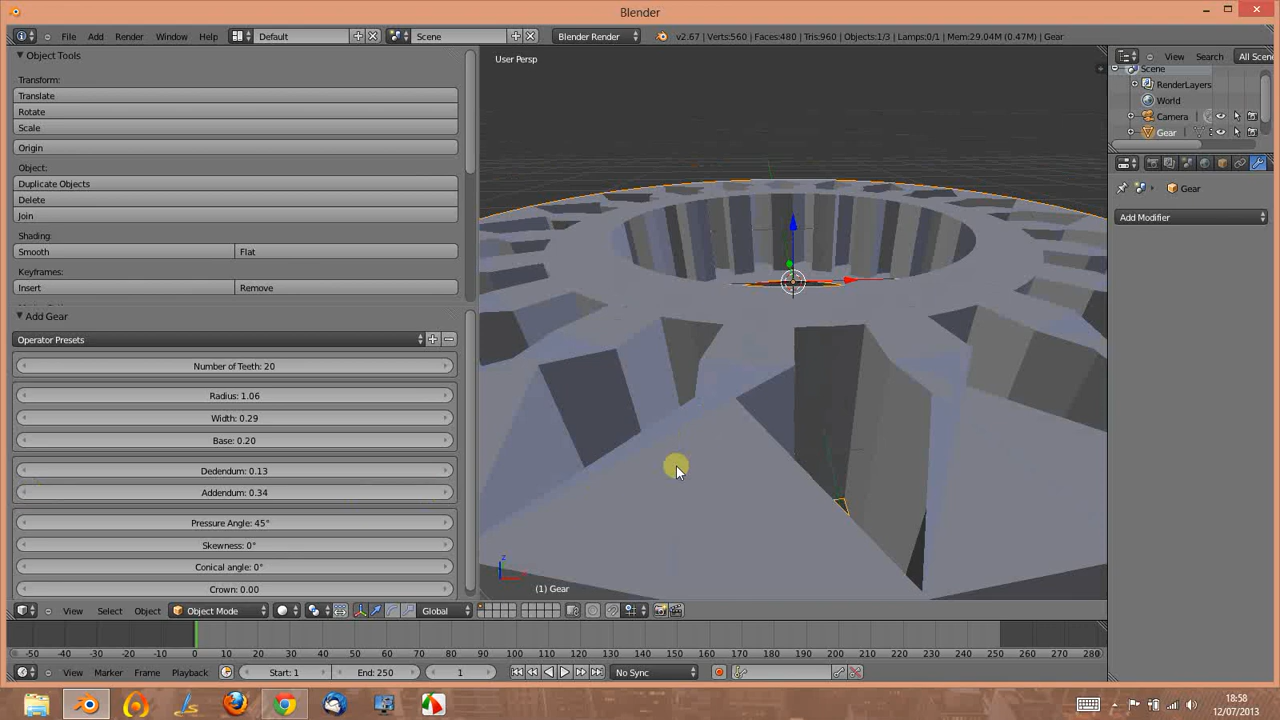 Blender
File Add Render Window Help Default Scene Blender Render v2.67 | Verts:560 | Faces:480 | Tris:960 | Objects:1/3 | Lamps:0/1 | Mem:29.04M (0.47M) | Gear
View Search All Scen
Object Tools
User Persp
Scene
RenderLayers
World
Camera
Gear
Transform:
Translate
Rotate
Scale
Origin
Object:
Duplicate Objects
Delete
Join
Shading:
Smooth Flat
Keyframes:
Insert Remove
Gear
Add Modifier
Add Gear
Operator Presets
Number of Teeth: 20
Radius: 1.06
Width: 0.29
Base: 0.20
Dedendum: 0.13
Addendum: 0.34
Pressure Angle: 45°
Skewness: 0°
Conical angle: 0°
Crown: 0.00
z
(1) Gear
View Select Object Object Mode Global
-50 -40 -30 -20 -10 0 10 20 30 40 50 60 70 80 90 100 110 120 130 140 150 160 170 180 190 200 210 220 230 240 250 260 270 280
View Marker Frame Playback Start: 1 End: 250 1 No Sync
18:58
12/07/2013